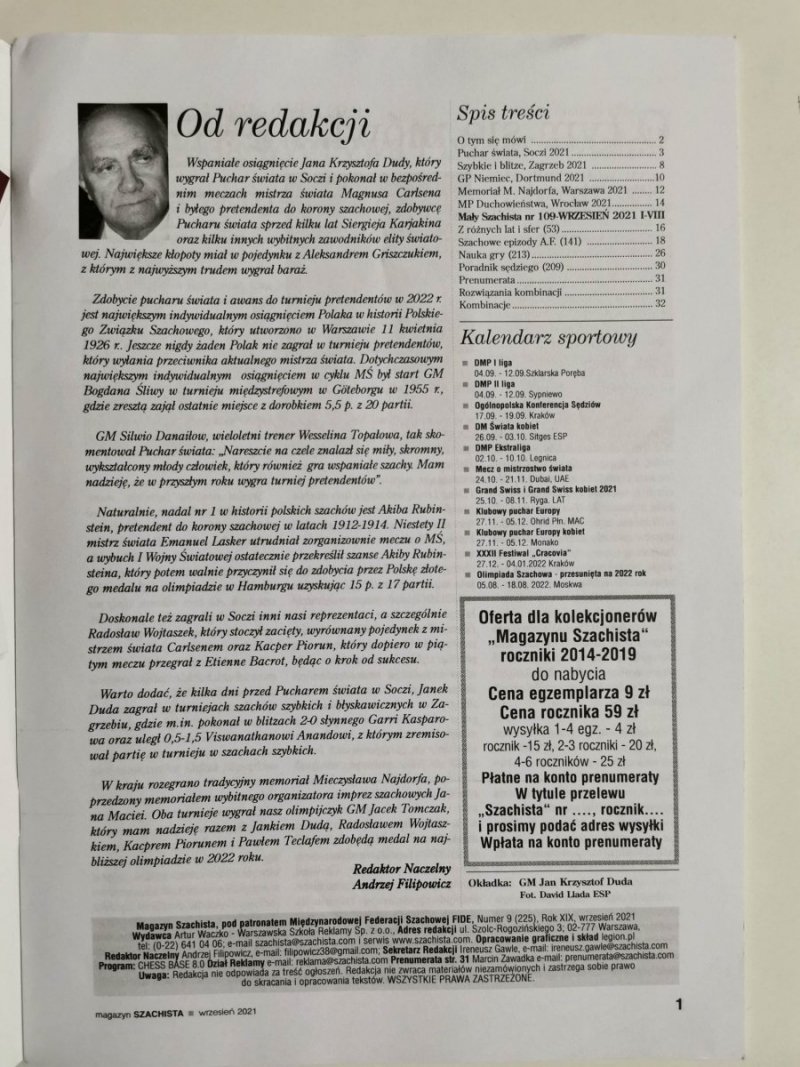 Od redakcji
Wspaniałe osiągnięcie Jana Krzysztofa Dudy, który
wygrał Puchar świata w Soczi i pokonał w bezpośred-
nim meczach mistrza świata Magnusa Carlsena
i byłego pretendenta do korony szachowej, zdobywcę
Pucharu świata sprzed kilku lat Siergieja Karjakina
oraz kilku innych wybitnych zawodników elity świato-
wej. Największe kłopoty miał w pojedynku z Aleksandrem Griszczukiem,
z którym z najwyższym trudem wygrał baraż.
Zdobycie pucharu świata i awans do turnieju pretendentów w 2022 r.
jest największym indywidualnym osiągnięciem Polaka w historii Polskie-
go Związku Szachowego, który utworzono w Warszawie 11 kwietnia
1926 r. Jeszcze nigdy żaden Polak nie zagrał w turnieju pretendentów,
który wyłania przeciwnika aktualnego mistrza świata. Dotychczasowym
największym indywidualnym osiągnięciem w cyklu MŚ był start GM
Bogdana Śliwy w turnieju międzystrefowym w Göteborgu w 1955 r.,
gdzie zresztą zajął ostatnie miejsce z dorobkiem 5,5 p. z 20 partii.
GM Silwio Danaiłow, wieloletni trener Wesselina Topałowa, tak sko-
mentował Puchar świata: „Nareszcie na czele znalazł się miły, skromny,
wykształcony młody człowiek, który również gra wspaniałe szachy. Mam
nadzieję, że w przyszłym roku wygra turniej pretendentów”.
Naturalnie, nadal nr 1 w historii polskich szachów jest Akiba Rubin-
stein, pretendent do korony szachowej w latach 1912-1914. Niestety II
mistrz świata Emanuel Lasker utrudniał zorganizownie meczu o MŚ,
a wybuch I Wojny Światowej ostatecznie przekreślił szanse Akiby Rubin-
steina, który potem walnie przyczynił się do zdobycia przez Polskę złote-
go medalu na olimpiadzie w Hamburgu uzyskując 15 p. z 17 partii.
Doskonale też zagrali w Soczi inni nasi reprezentaci, a szczególnie
Radosław Wojtaszek, który stoczył zacięty, wyrównany pojedynek z mi-
strzem świata Carlsenem oraz Kacper Piorun, który dopiero w pią-
tym meczu przegrał z Etienne Bacrot, będąc o krok od sukcesu.
Warto dodać, że kilka dni przed Pucharem świata w Soczi, Janek
Duda zagrał w turniejach szachów szybkich i błyskawicznych w Za-
grzebiu, gdzie m.in. pokonał w blitzach 2-0 słynnego Garri Kasparo-
wa oraz uległ 0,5-1,5 Viswanathanowi Anandowi, z którym zremiso-
wał partię w turnieju w szachach szybkich.
W kraju rozegrano tradycyjny memoriał Mieczysława Najdorfa, po-
przedzony memoriałem wybitnego organizatora imprez szachowych Ja-
na Maciei. Oba turnieje wygrał nasz olimpijczyk GM Jacek Tomczak,
który mam nadzieję razem z Jankiem Dudą, Radosławem Wojtasz-
kiem, Kacprem Piorunem i Pawłem Teclafem zdobędą medal na naj-
bliższej olimpiadzie w 2022 roku.
Redaktor Naczelny
Andrzej Filipowicz
Spis treści
O tym się mówi ............................................... 2
Puchar świata, Soczi 2021................................ 3
Szybkie i blitze, Zagrzeb 2021 ........................ 8
GP Niemiec, Dortmund 2021 ........................10
Memoriał M. Najdorfa, Warszawa 2021 ........ 12
MP Duchowieństwa, Wrocław 2021............... 14
Mały Szachista nr 109-WRZESIEŃ 2021 I-VIII
Z różnych lat i sfer (53) .................................. 16
Szachowe epizody A.F. (141) ......................... 18
Nauka gry (213)............................................... 26
Poradnik sędziego (209) ................................. 30
Prenumerata..................................................... 31
Rozwiązania kombinacji .................................. 31
Kombinacje...................................................... 32
Kalendarz sportowy
DMP I liga
04.09. - 12.09.Szklarska Poręba
DMP II liga
04.09. - 12.09. Sypniewo
Ogólnopolska Konferencja Sędziów
17.09. - 19.09. Kraków
DM Świata kobiet
26.09. - 03.10. Sitges ESP
DMP Ekstraliga
02.10. - 10.10. Legnica
Mecz o mistrzostwo świata
24.10. - 21.11. Dubai, UAE
Grand Swiss i Grand Swiss kobiet 2021
25.10. - 08.11. Ryga. LAT
Klubowy puchar Europy
27.11. - 05.12. Ohrid Płn. MAC
Klubowy puchar Europy kobiet
27.11. - 05.12. Monako
XXXII Festiwal „Cracovia”
27.12. - 04.01.2022 Kraków
Olimpiada Szachowa - przesunięta na 2022 rok
05.08. - 18.08. 2022. Moskwa
Oferta dla kolekcjonerów
„Magazynu Szachista“
roczniki 2014-2019
do nabycia
Cena egzemplarza 9 zł
Cena rocznika 59 zł
wysyłka 1-4 egz. - 4 zł
rocznik -15 zł, 2-3 roczniki - 20 zł,
4-6 roczników - 25 zł
Płatne na konto prenumeraty
W tytule przelewu
„Szachista“ nr ...., rocznik....
i prosimy podać adres wysyłki
Wpłata na konto prenumeraty
Okładka: GM Jan Krzysztof Duda
Fot. David Llada ESP
Magazyn Szachista, pod patronatem Międzynarodowej Federacji Szachowej FIDE, Numer 9 (225), Rok XIX, wrzesień 2021
Wydawca Artur Waczko - Warszawska Szkoła Reklamy Sp. z o.o., Adres redakcji ul. Szolc-Rogozińskiego 3; 02-777 Warszawa,
tel: (0-22) 641 04 06; e-mail szachista@szachista.com i serwis www.szachista.com. Opracowanie graficzne i skład legion.pl
Redaktor Naczelny Andrzej Filipowicz, e-mail: filipowicz38@gmail.com; Sekretarz Redakcji Ireneusz Gawle, e-mail: ireneusz.gawle@szachista.com
Program: CHESS BASE 8.0 Dział Reklamy e-mail: reklama@szachista.com Prenumerata str. 31 Marcin Zawadka e-mail: prenumerata@szachista.com
Uwaga: Redakcja nie odpowiada za treść ogłoszeń. Redakcja nie zwraca materiałów niezamówionych i zastrzega sobie prawo
do skracania i opracowania tekstów. WSZYSTKIE PRAWA ZASTRZEŻONE.
magazyn SZACHISTA ■ wrzesień 2021
1